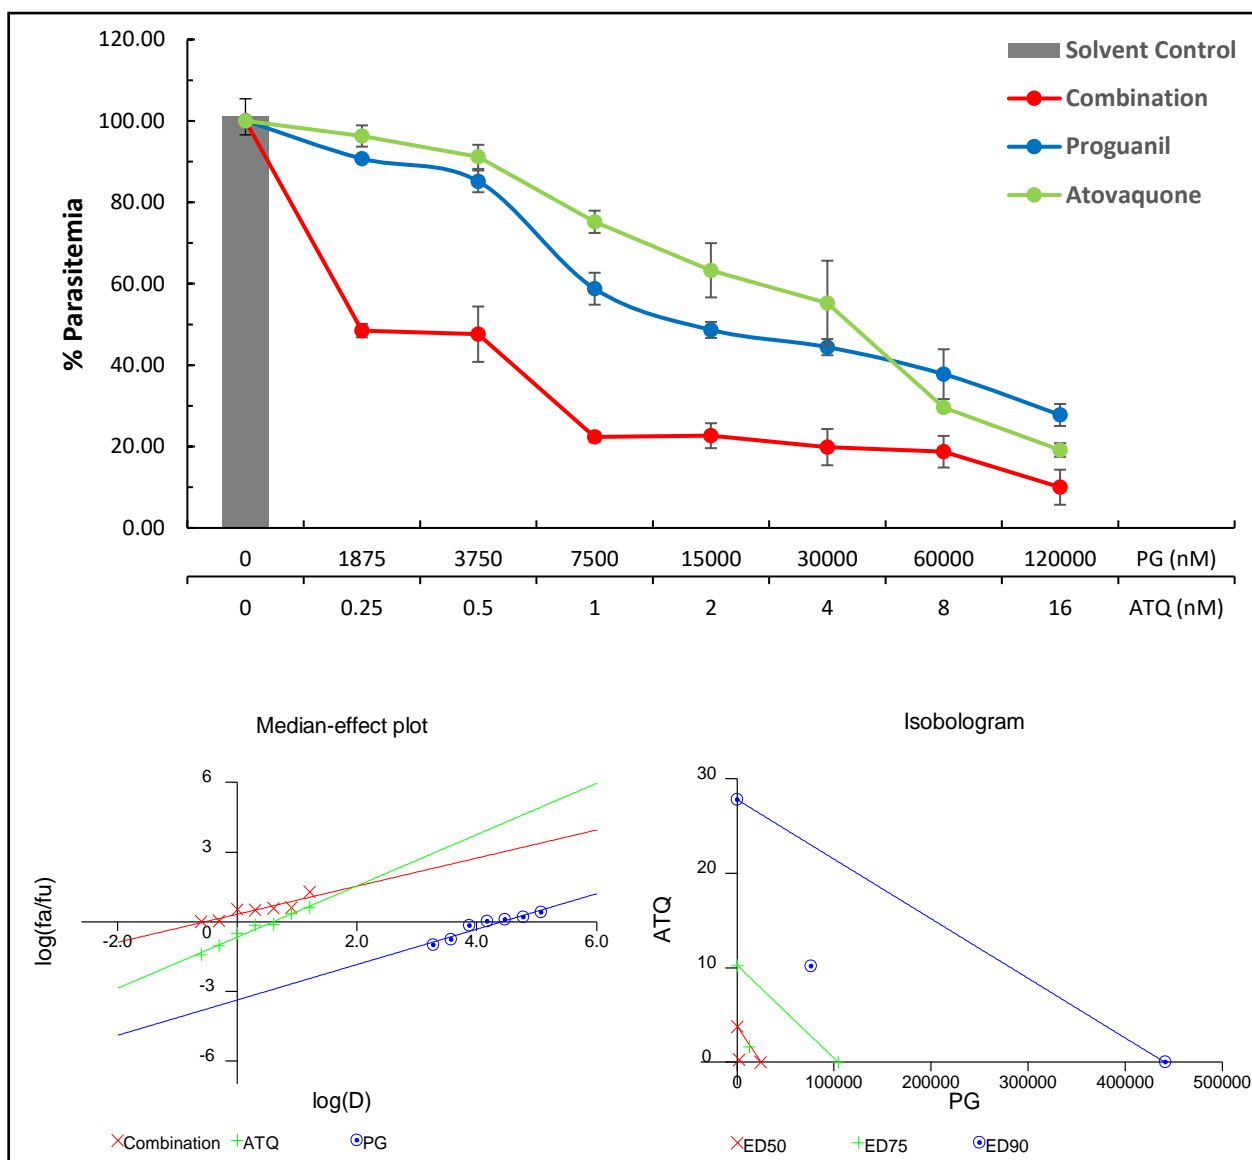 120.00
100.00
80.00
60.00
40.00
20.00
0.00
% Parasitemia
Solvent Control
Combination
Proguanil
Atovaquone
0 1875 3750 7500 15000 30000 60000 120000 PG (nM)
0 0.25 0.5 1 2 4 8 16 ATQ (nM)
Median-effect plot
6
3
0
-3
-6
-2.0 2.0 4.0 6.0
log(fa/fu)
log(D)
Combination ATQ PG
Isobologram
30
20
10
0
ATQ
0 100000 200000 300000 400000 500000
PG
ED50 ED75 ED90